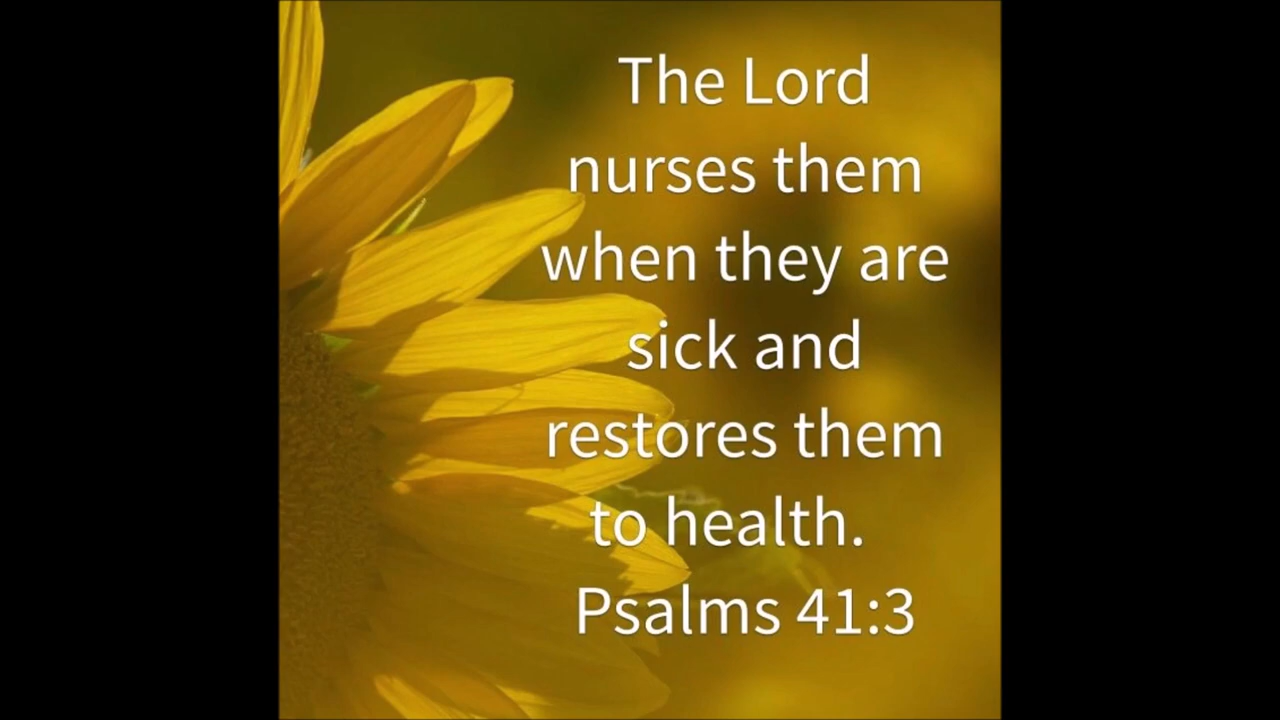 The Lord
nurses them
when they are
sick and
restores them
to health.
Psalms 41:3